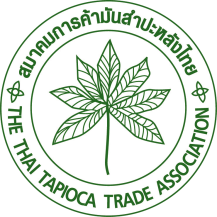 สมาคมการค้ามันสำปะหลังไทย
THE THAI TAPIOCA TRADE ASSOCIATION